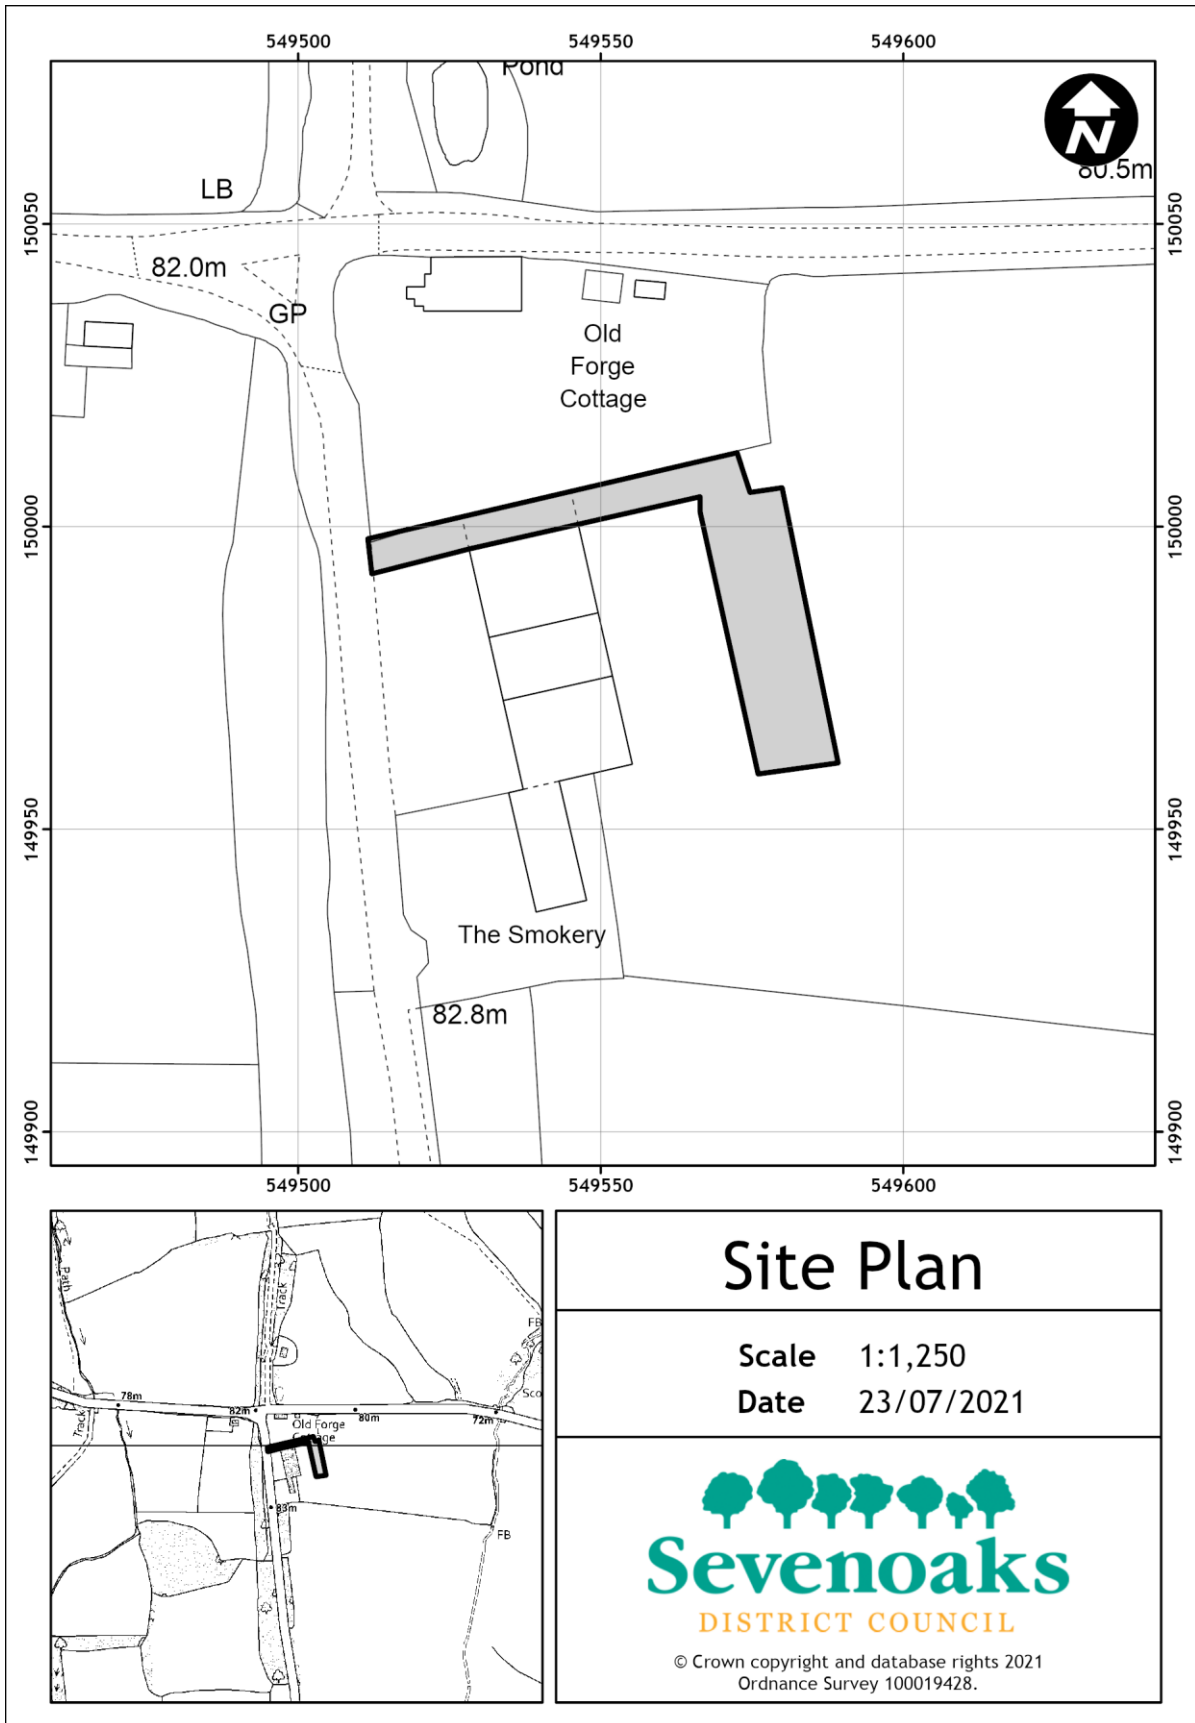 549500 549550 549600
Pond
N
80.5m
LB
150050
150050
82.0m
GP
Old
Forge
Cottage
150000
150000
149950
149950
The Smokery
82.8m
149900
149900
549500 549550 549600
Path
Track
FB
Sco
78m
82m
80m
72m
Track
Old Forge
Cottage
83m
FB
Site Plan
Scale 1:1,250
Date 23/07/2021
Sevenoaks
DISTRICT COUNCIL
© Crown copyright and database rights 2021
Ordnance Survey 100019428.